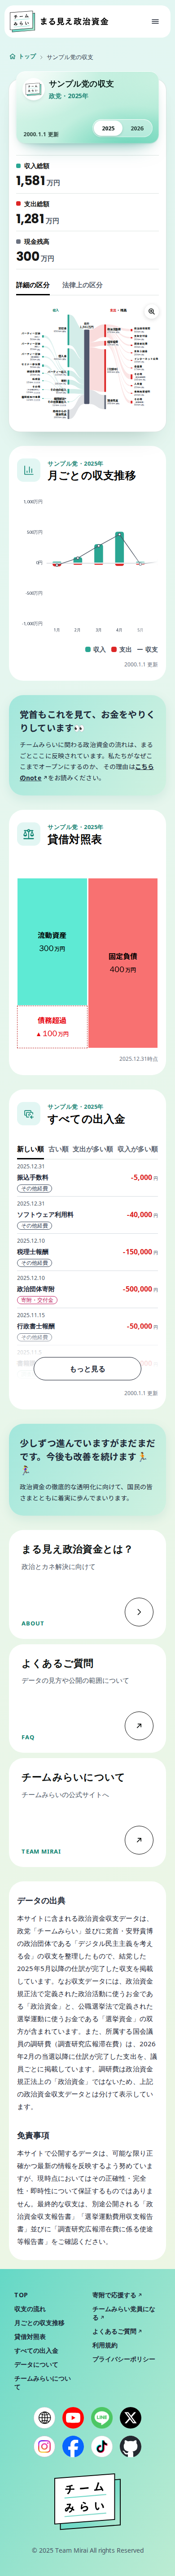 チーム
みらい
まる見え政治資金
トップ
サンプル党の収支
サンプル党の収支
政党・2025年
2000.1.1 更新
2025
2026
収入総額
1,581 万円
支出総額
1,281 万円
現金残高
300 万円
詳細の区分
法律上の区分
サンプル党・2025年
月ごとの収支推移
1,000万円
500万円
0円
-500万円
-1,000万円
1月
2月
3月
4月
5月
収入
支出
収支
2000.1.1 更新
党首もこれを見て、お金をやりく
りしています👀
チームみらいに関わる政治資金の流れは、まる
ごとここに反映されています。私たちがなぜこ
こまでオープンにするのか、その理由はこちら
のnoteをお読みください。
サンプル党・2025年
貸借対照表
流動資産
300万円
固定負債
400万円
債務超過
▲ 100万円
2025.12.31時点
サンプル党・2025年
すべての出入金
新しい順
古い順
支出が多い順
収入が多い順
2025.12.31
振込手数料
-5,000 円
その他経費
2025.12.31
ソフトウェア利用料
-40,000 円
その他経費
2025.12.10
税理士報酬
-150,000 円
その他経費
2025.12.10
政治団体寄附
-500,000 円
寄附・交付金
2025.11.15
行政書士報酬
-50,000 円
その他経費
もっと見る
2000.1.1 更新
少しずつ進んでいますがまだまだ
です。今後も改善を続けます🏃
🏃‍♀️
政治資金の徹底的な透明化に向けて、国民の皆
さまとともに着実に歩んでまいります。
まる見え政治資金とは？
政治とカネ解決に向けて
ABOUT
よくあるご質問
データの見方や公開の範囲について
FAQ
チームみらいについて
チームみらいの公式サイトへ
TEAM MIRAI
データの出典
本サイトに含まれる政治資金収支データは、
政党「チームみらい」並びに党首・安野貴博
の政治団体である「デジタル民主主義を考え
る会」の収支を整理したもので、結党した
2025年5月以降の仕訳が完了した収支を掲載
しています。なお収支データには、政治資金
規正法で定義された政治活動に使うお金であ
る「政治資金」と、公職選挙法で定義された
選挙運動に使うお金である「選挙資金」の双
方が含まれています。また、所属する国会議
員の調研費（調査研究広報滞在費）は、2026
年2月の当選以降に仕訳が完了した支出を、議
員ごとに掲載しています。調研費は政治資金
規正法上の「政治資金」ではないため、上記
の政治資金収支データとは分けて表示してい
ます。
免責事項
本サイトで公開するデータは、可能な限り正
確かつ最新の情報を反映するよう努めていま
すが、現時点においてはその正確性・完全
性・即時性について保証するものではありま
せん。最終的な収支は、別途公開される「政
治資金収支報告書」「選挙運動費用収支報告
書」並びに「調査研究広報滞在費に係る使途
等報告書」をご確認ください。
TOP
収支の流れ
月ごとの収支推移
貸借対照表
すべての出入金
データについて
チームみらいについ
て
寄附で応援する
チームみらい党員にな
る
よくあるご質問
利用規約
プライバシーポリシー
LINE
チーム
みらい
© 2025 Team Mirai All rights Reserved